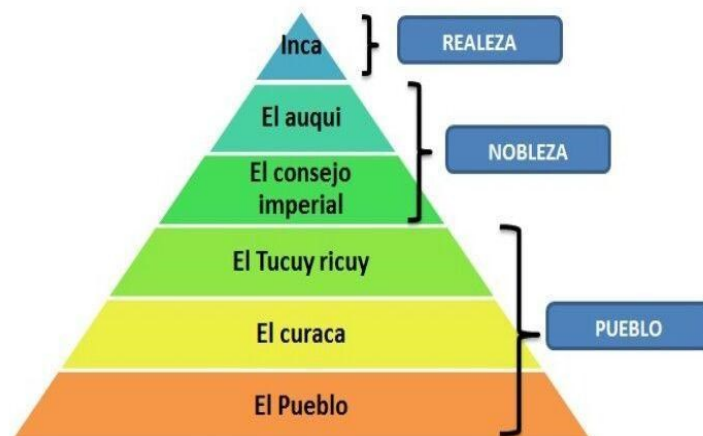 Inca
REALEZA
El auqui
El consejo
imperial
NOBLEZA
El Tucuy ricuy
El curaca
El Pueblo
PUEBLO